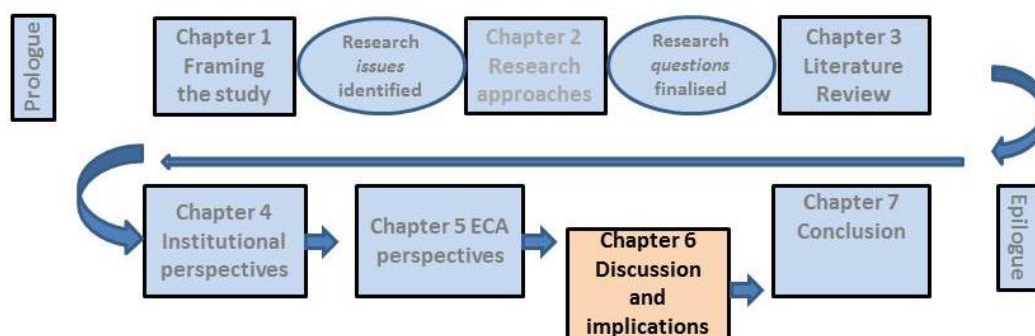 Prologue
Chapter 1
Framing
the study
Research
issues
identified
Chapter 2
Research
approaches
Research
questions
finalised
Chapter 3
Literature
Review
Chapter 4
Institutional
perspectives
Chapter 5 ECA
perspectives
Chapter 6
Discussion
and
implications
Chapter 7
Conclusion
Epilogue